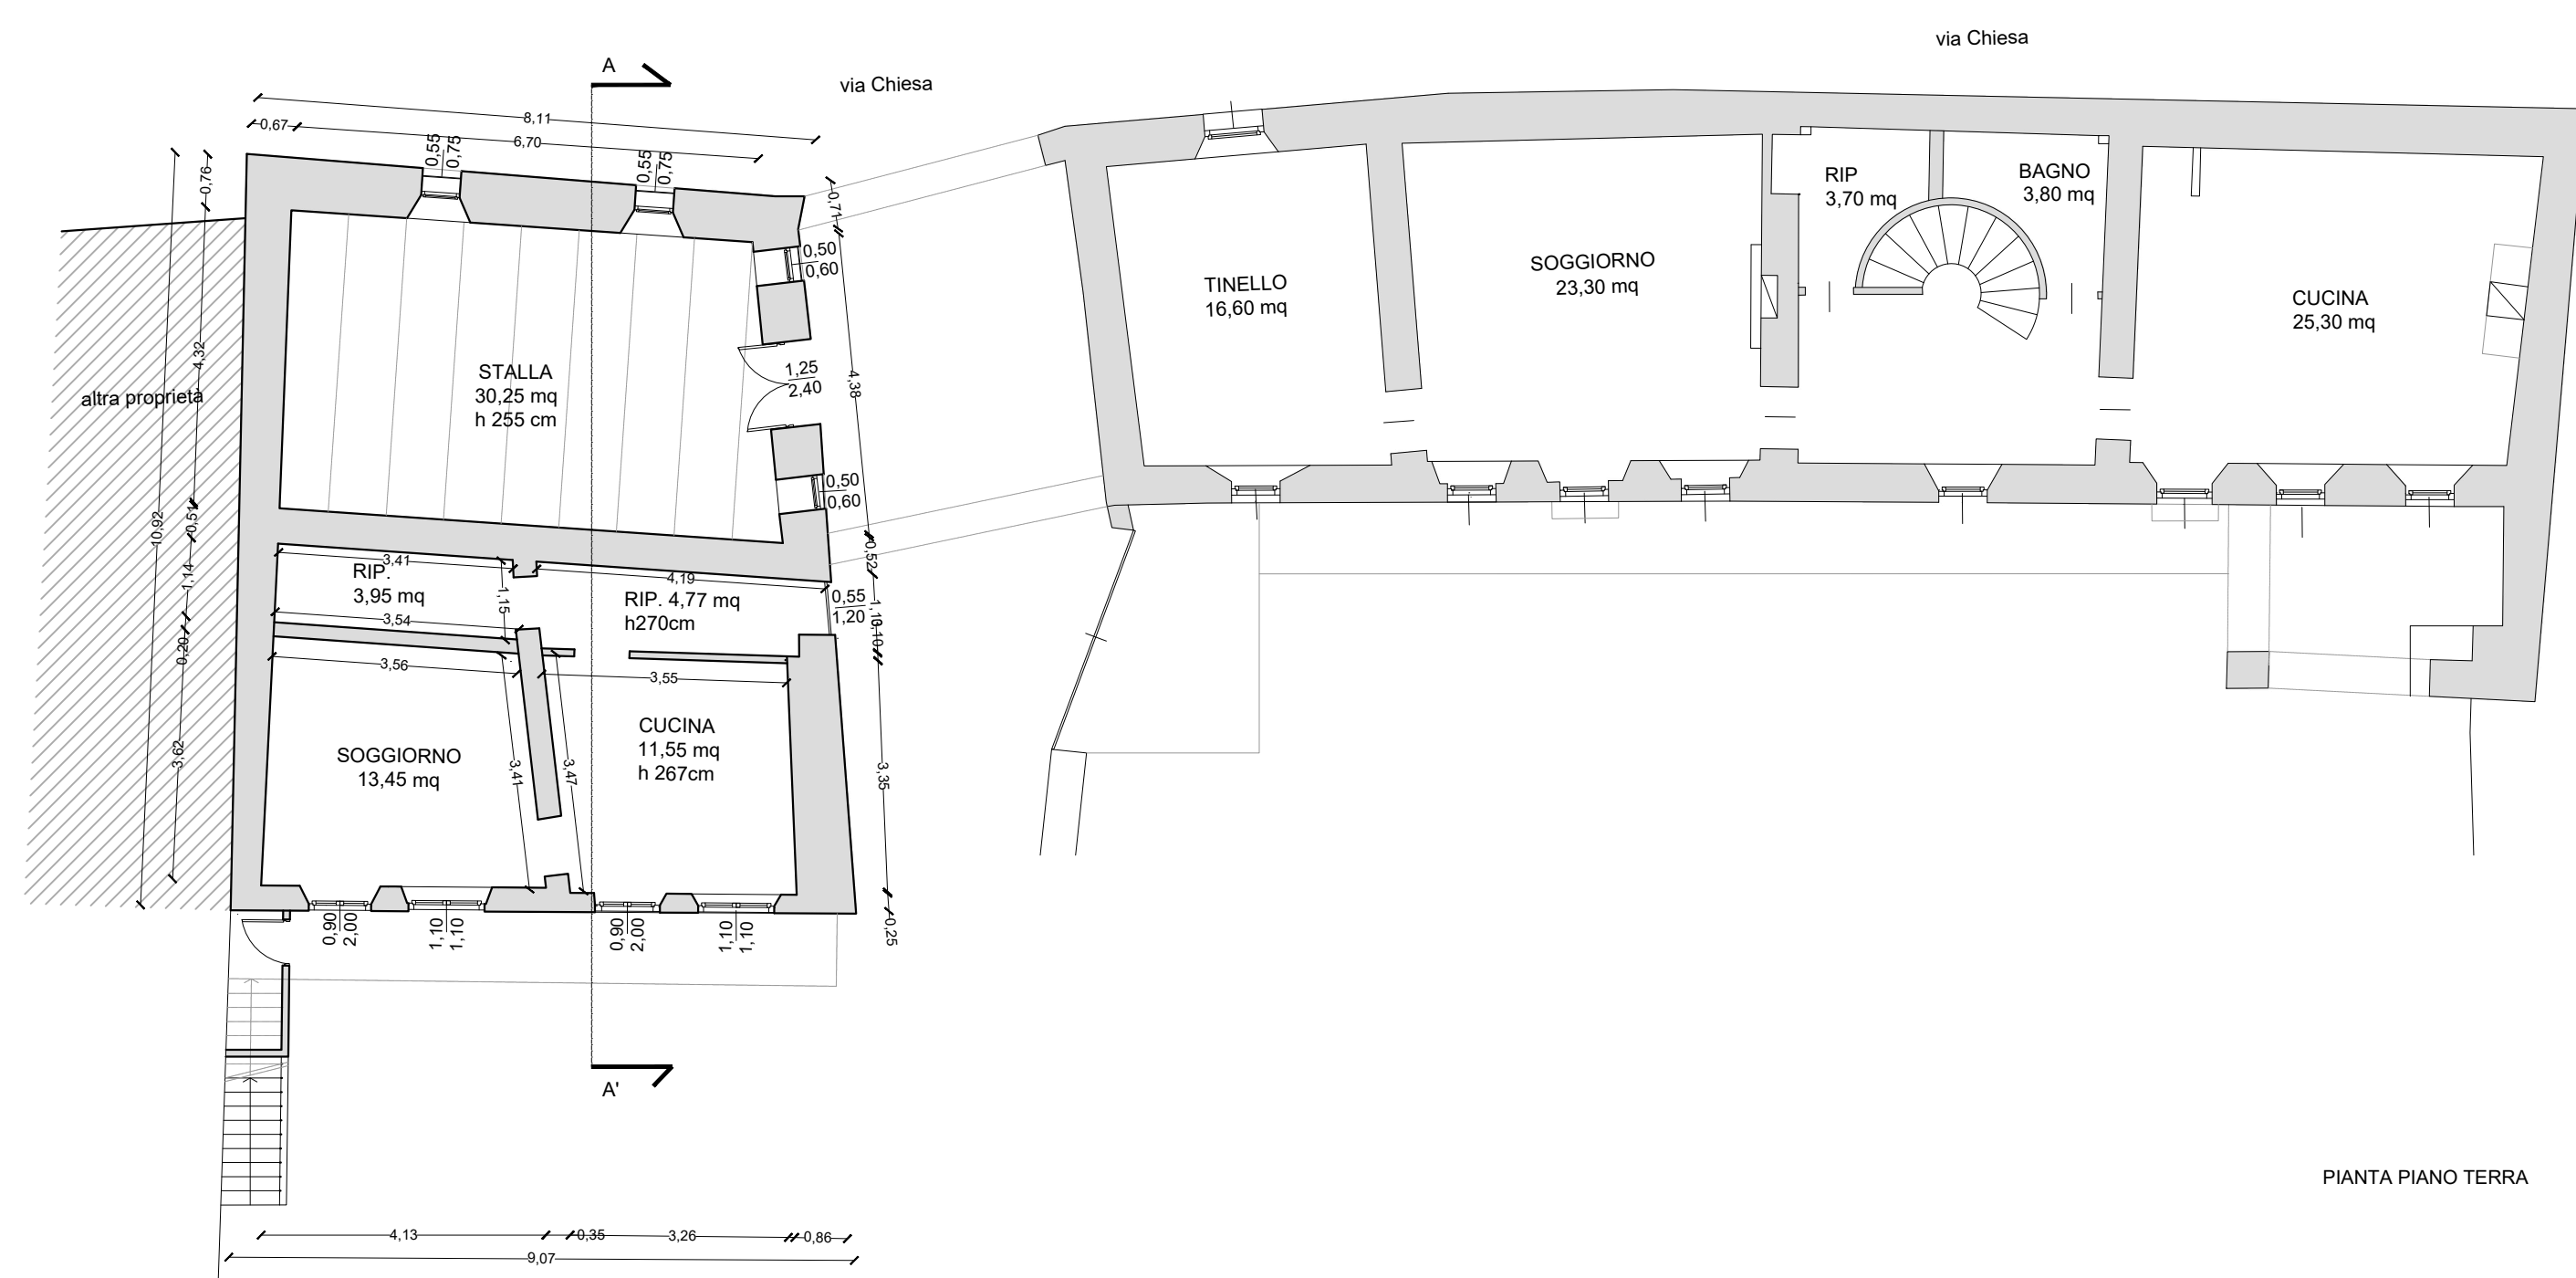 via Chiesa
A
via Chiesa
8,11
0,67
6,70
0,55
0,75
0,55
0,75
0,76
0,71
0,50
0,60
RIP
3,70 mq
BAGNO
3,80 mq
SOGGIORNO
23,30 mq
TINELLO
16,60 mq
CUCINA
25,30 mq
4,32
STALLA
30,25 mq
h 255 cm
1,25
2,40
4,38
altra proprietà
0,50
0,60
10,92
0,51
0,52
3,41
4,19
1,14
RIP.
3,95 mq
1,15
RIP. 4,77 mq
h270cm
0,55
1,20
1,13
0,10
3,54
0,20
3,56
3,55
SOGGIORNO
13,45 mq
CUCINA
11,55 mq
h 267cm
3,62
3,41
3,47
3,35
0,90
2,00
1,10
1,10
0,90
2,00
1,10
1,10
0,25
A'
PIANTA PIANO TERRA
4,13
0,35
3,26
0,86
9,07